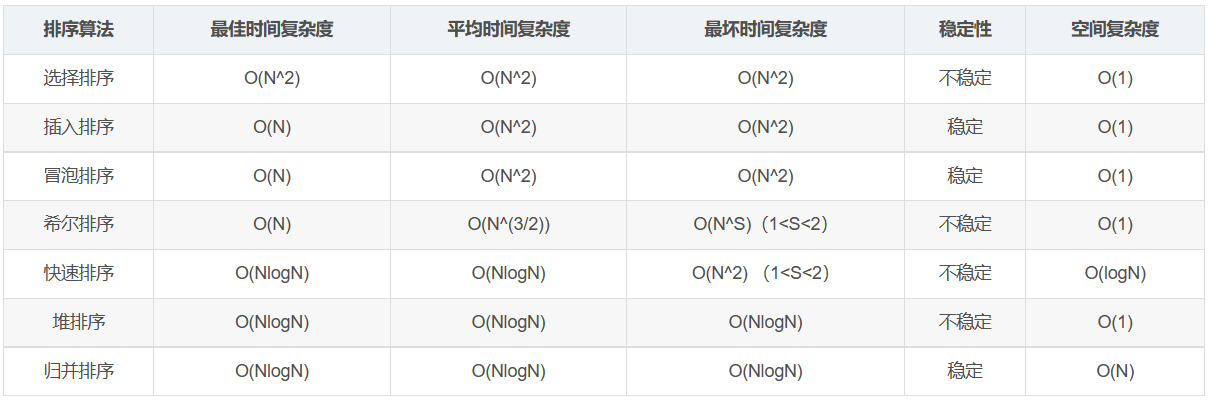 排序算法 最佳时间复杂度 平均时间复杂度 最坏时间复杂度 稳定性 空间复杂度
选择排序 O(N^2) O(N^2) O(N^2) 不稳定 O(1)
插入排序 O(N) O(N^2) O(N^2) 稳定 O(1)
冒泡排序 O(N) O(N^2) O(N^2) 稳定 O(1)
希尔排序 O(N) O(N^(3/2)) O(N^S)（1<S<2） 不稳定 O(1)
快速排序 O(NlogN) O(NlogN) O(N^2) （1<S<2） 不稳定 O(logN)
堆排序 O(NlogN) O(NlogN) O(NlogN) 不稳定 O(1)
归并排序 O(NlogN) O(NlogN) O(NlogN) 稳定 O(N)